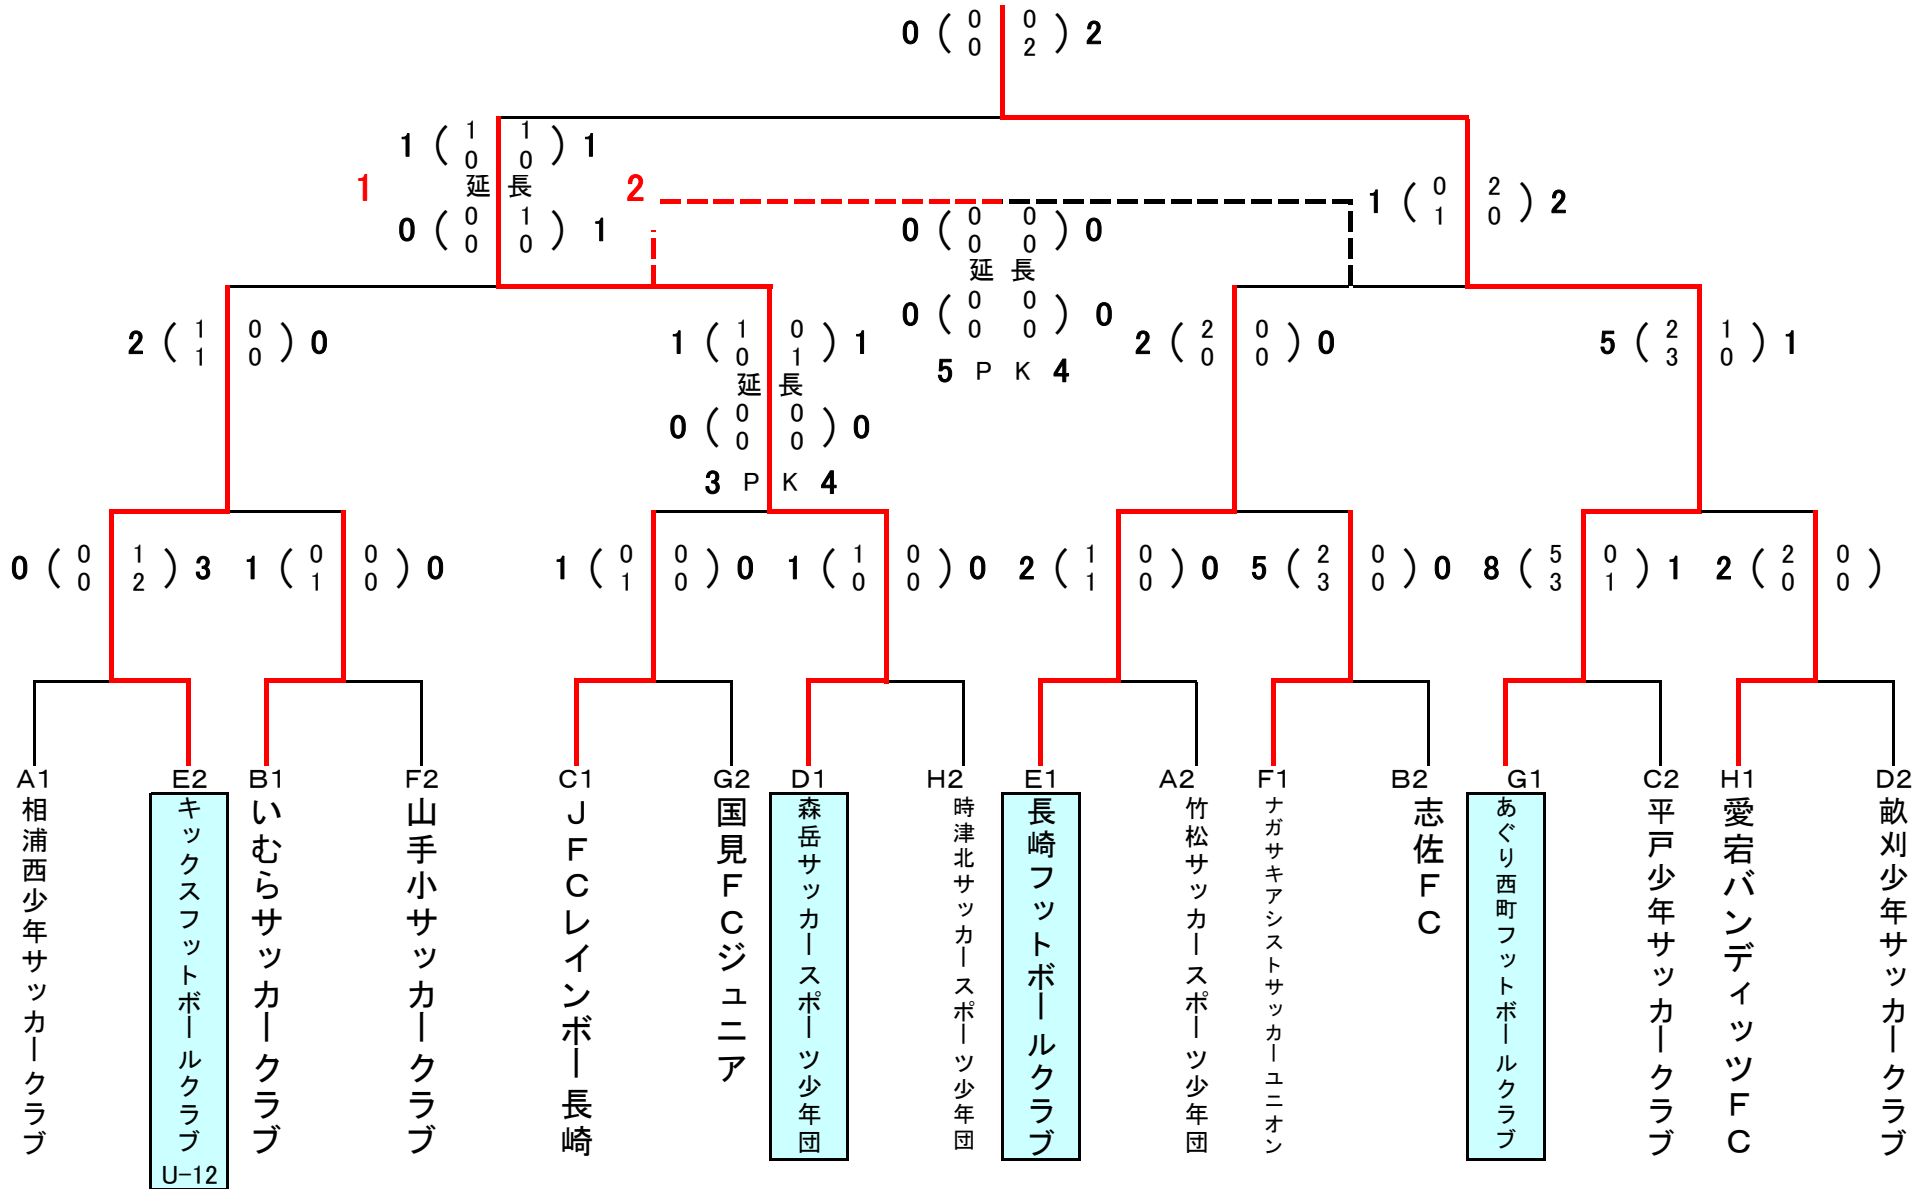 0 ( 0 0 ) 2
0 2
1 ( 1 1 ) 1
0 0
1 延 長 2
0 ( 0 1 ) 1
0 0
1 ( 0 2 ) 2
1 0
0 ( 0 0 ) 0
0 0
延 長
0 ( 0 0 ) 0
0 0
5 P K 4
2 ( 1 0 ) 0
1 0
1 ( 1 0 ) 1
0 1
延 長
0 ( 0 0 ) 0
0 0
3 P K 4
2 ( 2 0 ) 0
0 0
5 ( 2 1 ) 1
3 0
0 ( 0 1 ) 3
0 2
1 ( 0 0 ) 0
1 0
1 ( 0 0 ) 0
1 0
1 ( 1 0 ) 0
0 0
2 ( 1 0 ) 0
1 0
5 ( 2 0 ) 0
3 0
8 ( 5 0 ) 1
3 1
2 ( 2 0 )
0 0
A1
相浦西少年サッカークラブ
E2
キックスフットボールクラブ
U-12
B1
いむらサッカークラブ
F2
山手小サッカークラブ
C1
JFCレインボー長崎
G2
国見FCジュニア
D1
森岳サッカースポーツ少年団
H2
時津北サッカースポーツ少年団
E1
長崎フットボールクラブ
A2
竹松サッカースポーツ少年団
F1
ナガサキアシストサッカーユニオン
B2
志佐FC
G1
あぐり西町フットボールクラブ
C2
平戸少年サッカークラブ
H1
愛宕バンディッツFC
D2
畝刈少年サッカークラブ